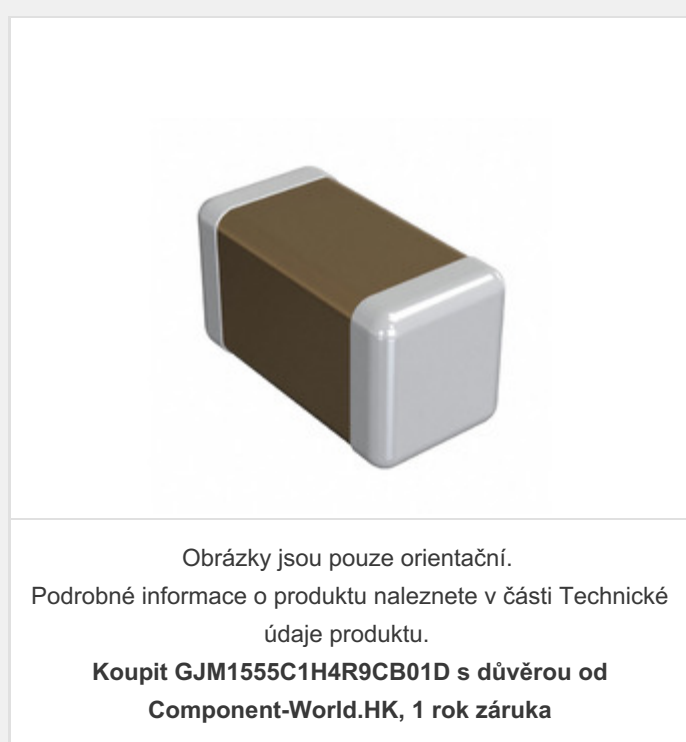 Obrázky jsou pouze orientační.
Podrobné informace o produktu naleznete v části Technické
údaje produktu.
Koupit GJM1555C1H4R9CB01D s důvěrou od
Component-World.HK, 1 rok záruka